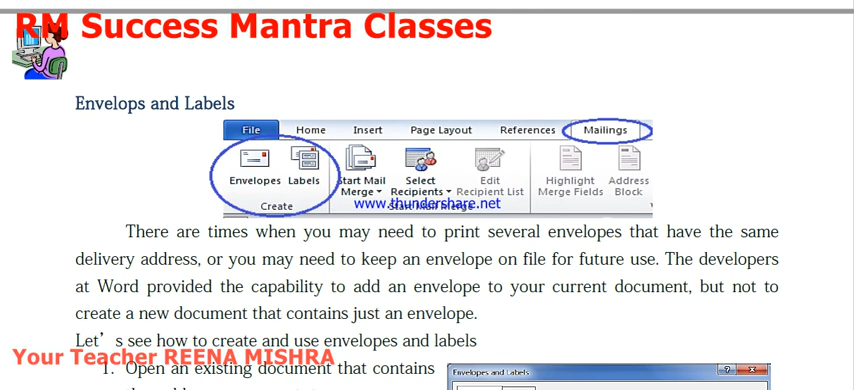 RM Success Mantra Classes
Envelops and Labels
File Home Insert Page Layout References Mailings
Envelopes Labels Start Mail Merge Select Recipients Edit Recipient List Highlight Merge Fields Address Block
www.thundershare.net
Create Start Mail Merge
There are times when you may need to print several envelopes that have the same
delivery address, or you may need to keep an envelope on file for future use. The developers
at Word provided the capability to add an envelope to your current document, but not to
create a new document that contains just an envelope.
Let’s see how to create and use envelopes and labels
Your Teacher REENA MISHRA
1. Open an existing document that contains
Envelopes and Labels